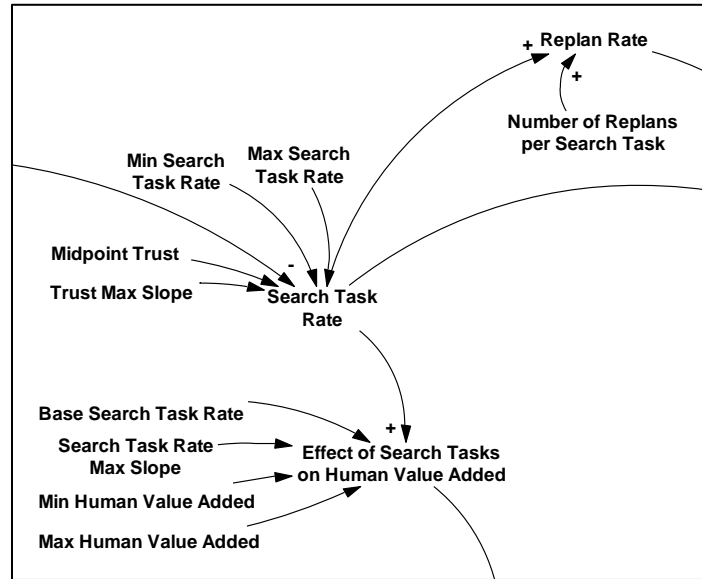 + Replan Rate
+
Number of Replans
per Search Task
Max Search
Task Rate
Min Search
Task Rate
Midpoint Trust
-
Trust Max Slope
Search Task
Rate
Base Search Task Rate
+
Search Task Rate
Max Slope
Effect of Search Tasks
on Human Value Added
Min Human Value Added
Max Human Value Added